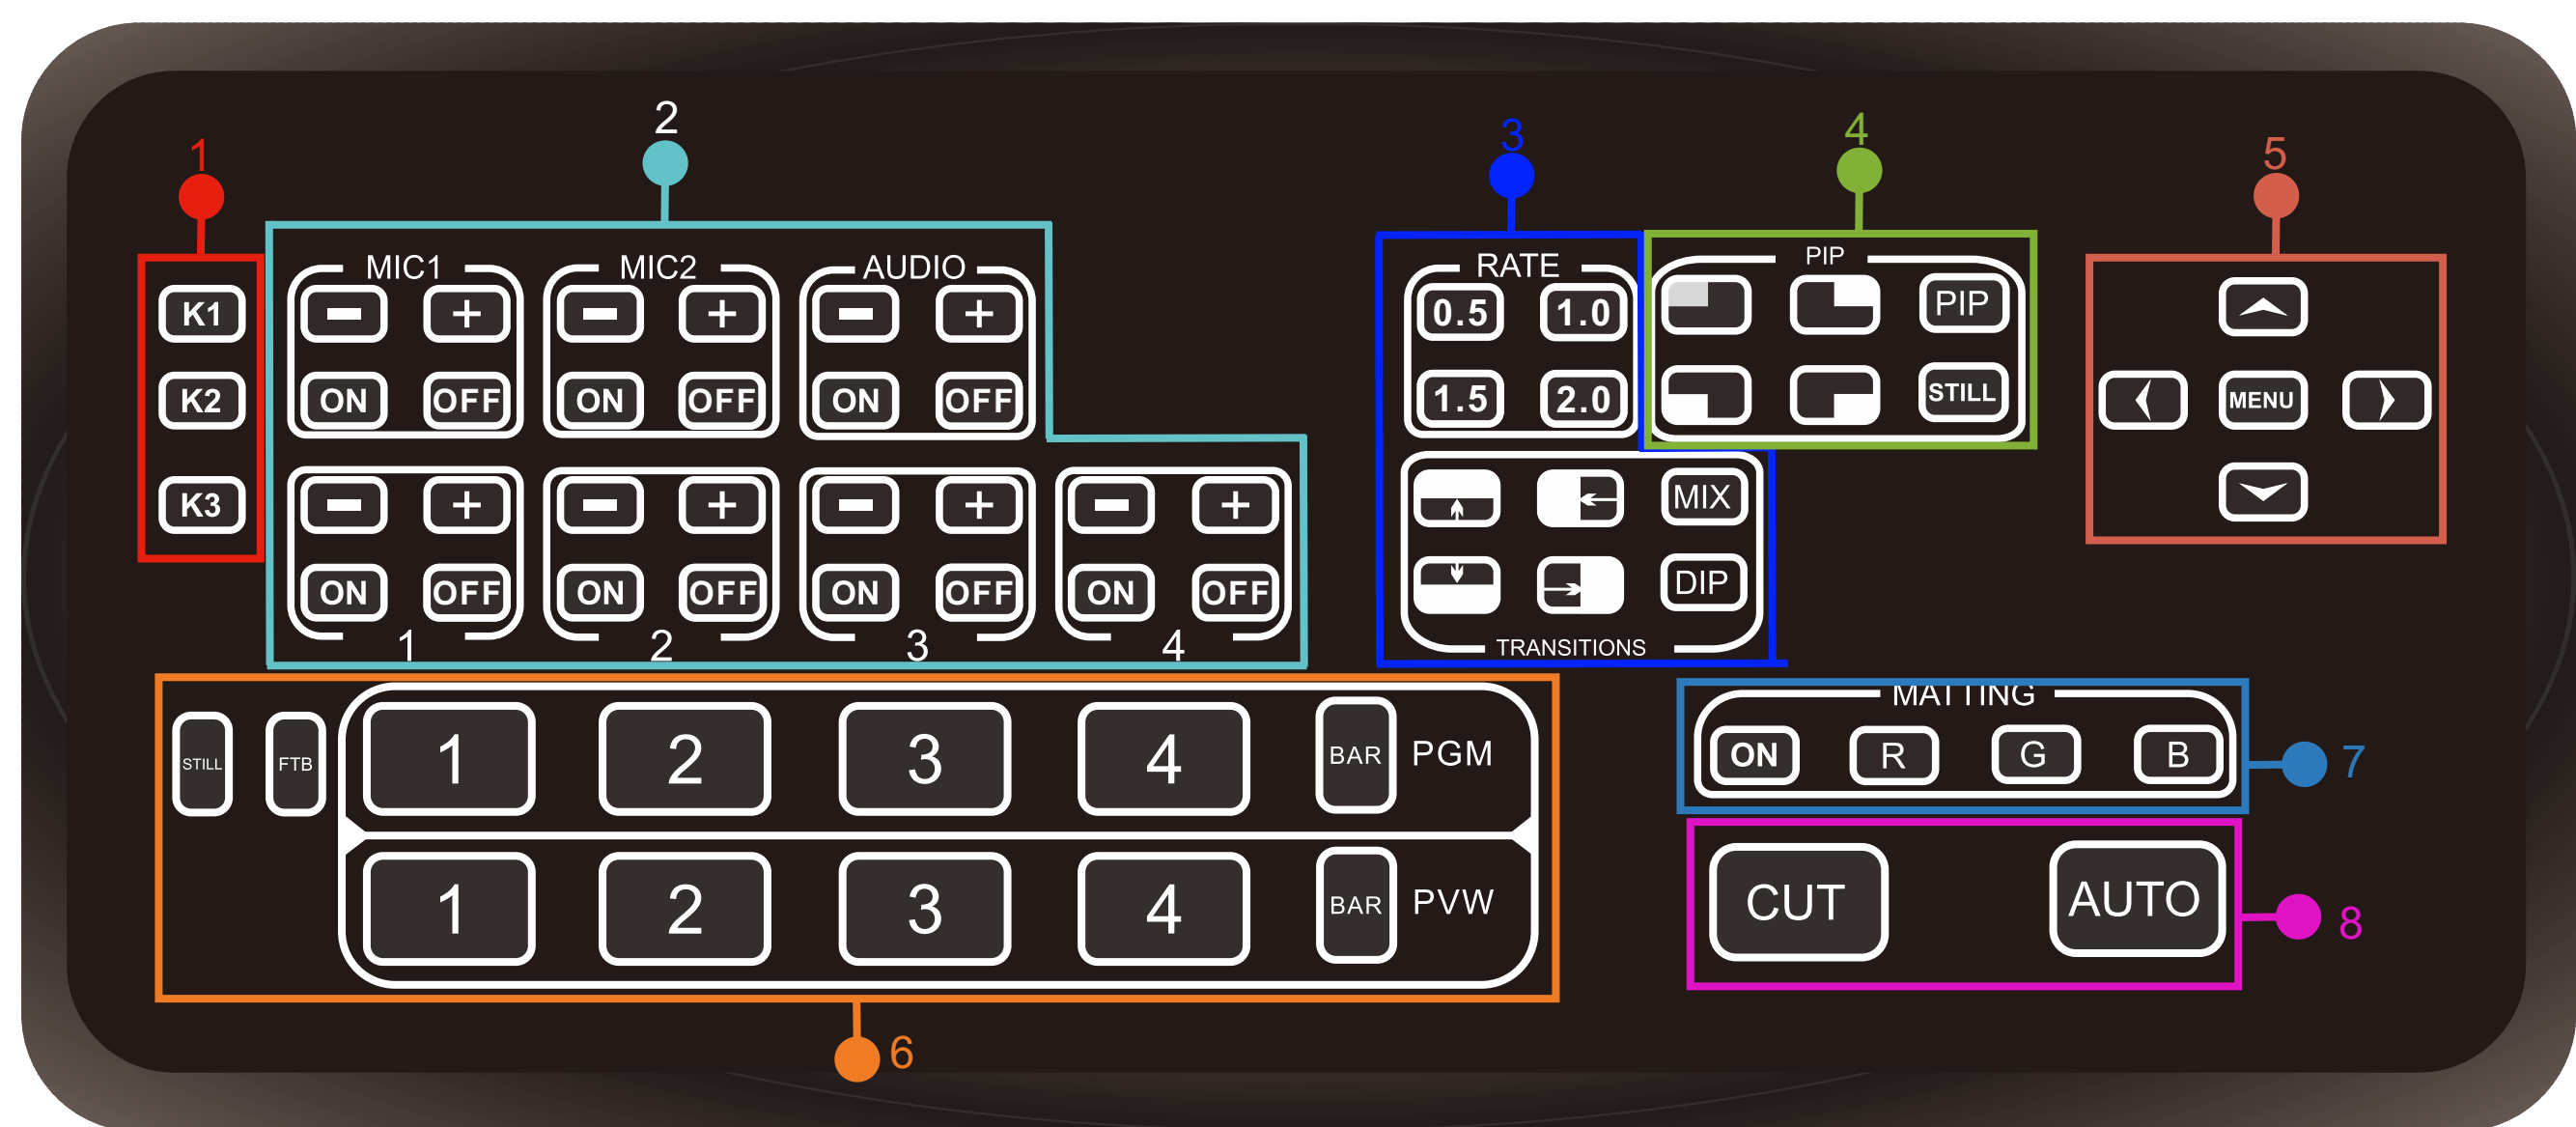 1
2
3
4
5
MIC1 MIC2 AUDIO
RATE
PIP
K1 - + - + - +
0.5 1.0
PIP
K2 ON OFF ON OFF ON OFF
1.5 2.0
STILL
MENU
K3 - + - + - + - +
MIX
ON OFF ON OFF ON OFF ON OFF
DIP
1 2 3 4
TRANSITIONS
STILL FTB 1 2 3 4 BAR PGM
MATTING
ON R G B
7
1 2 3 4 BAR PVW
CUT AUTO
8
6